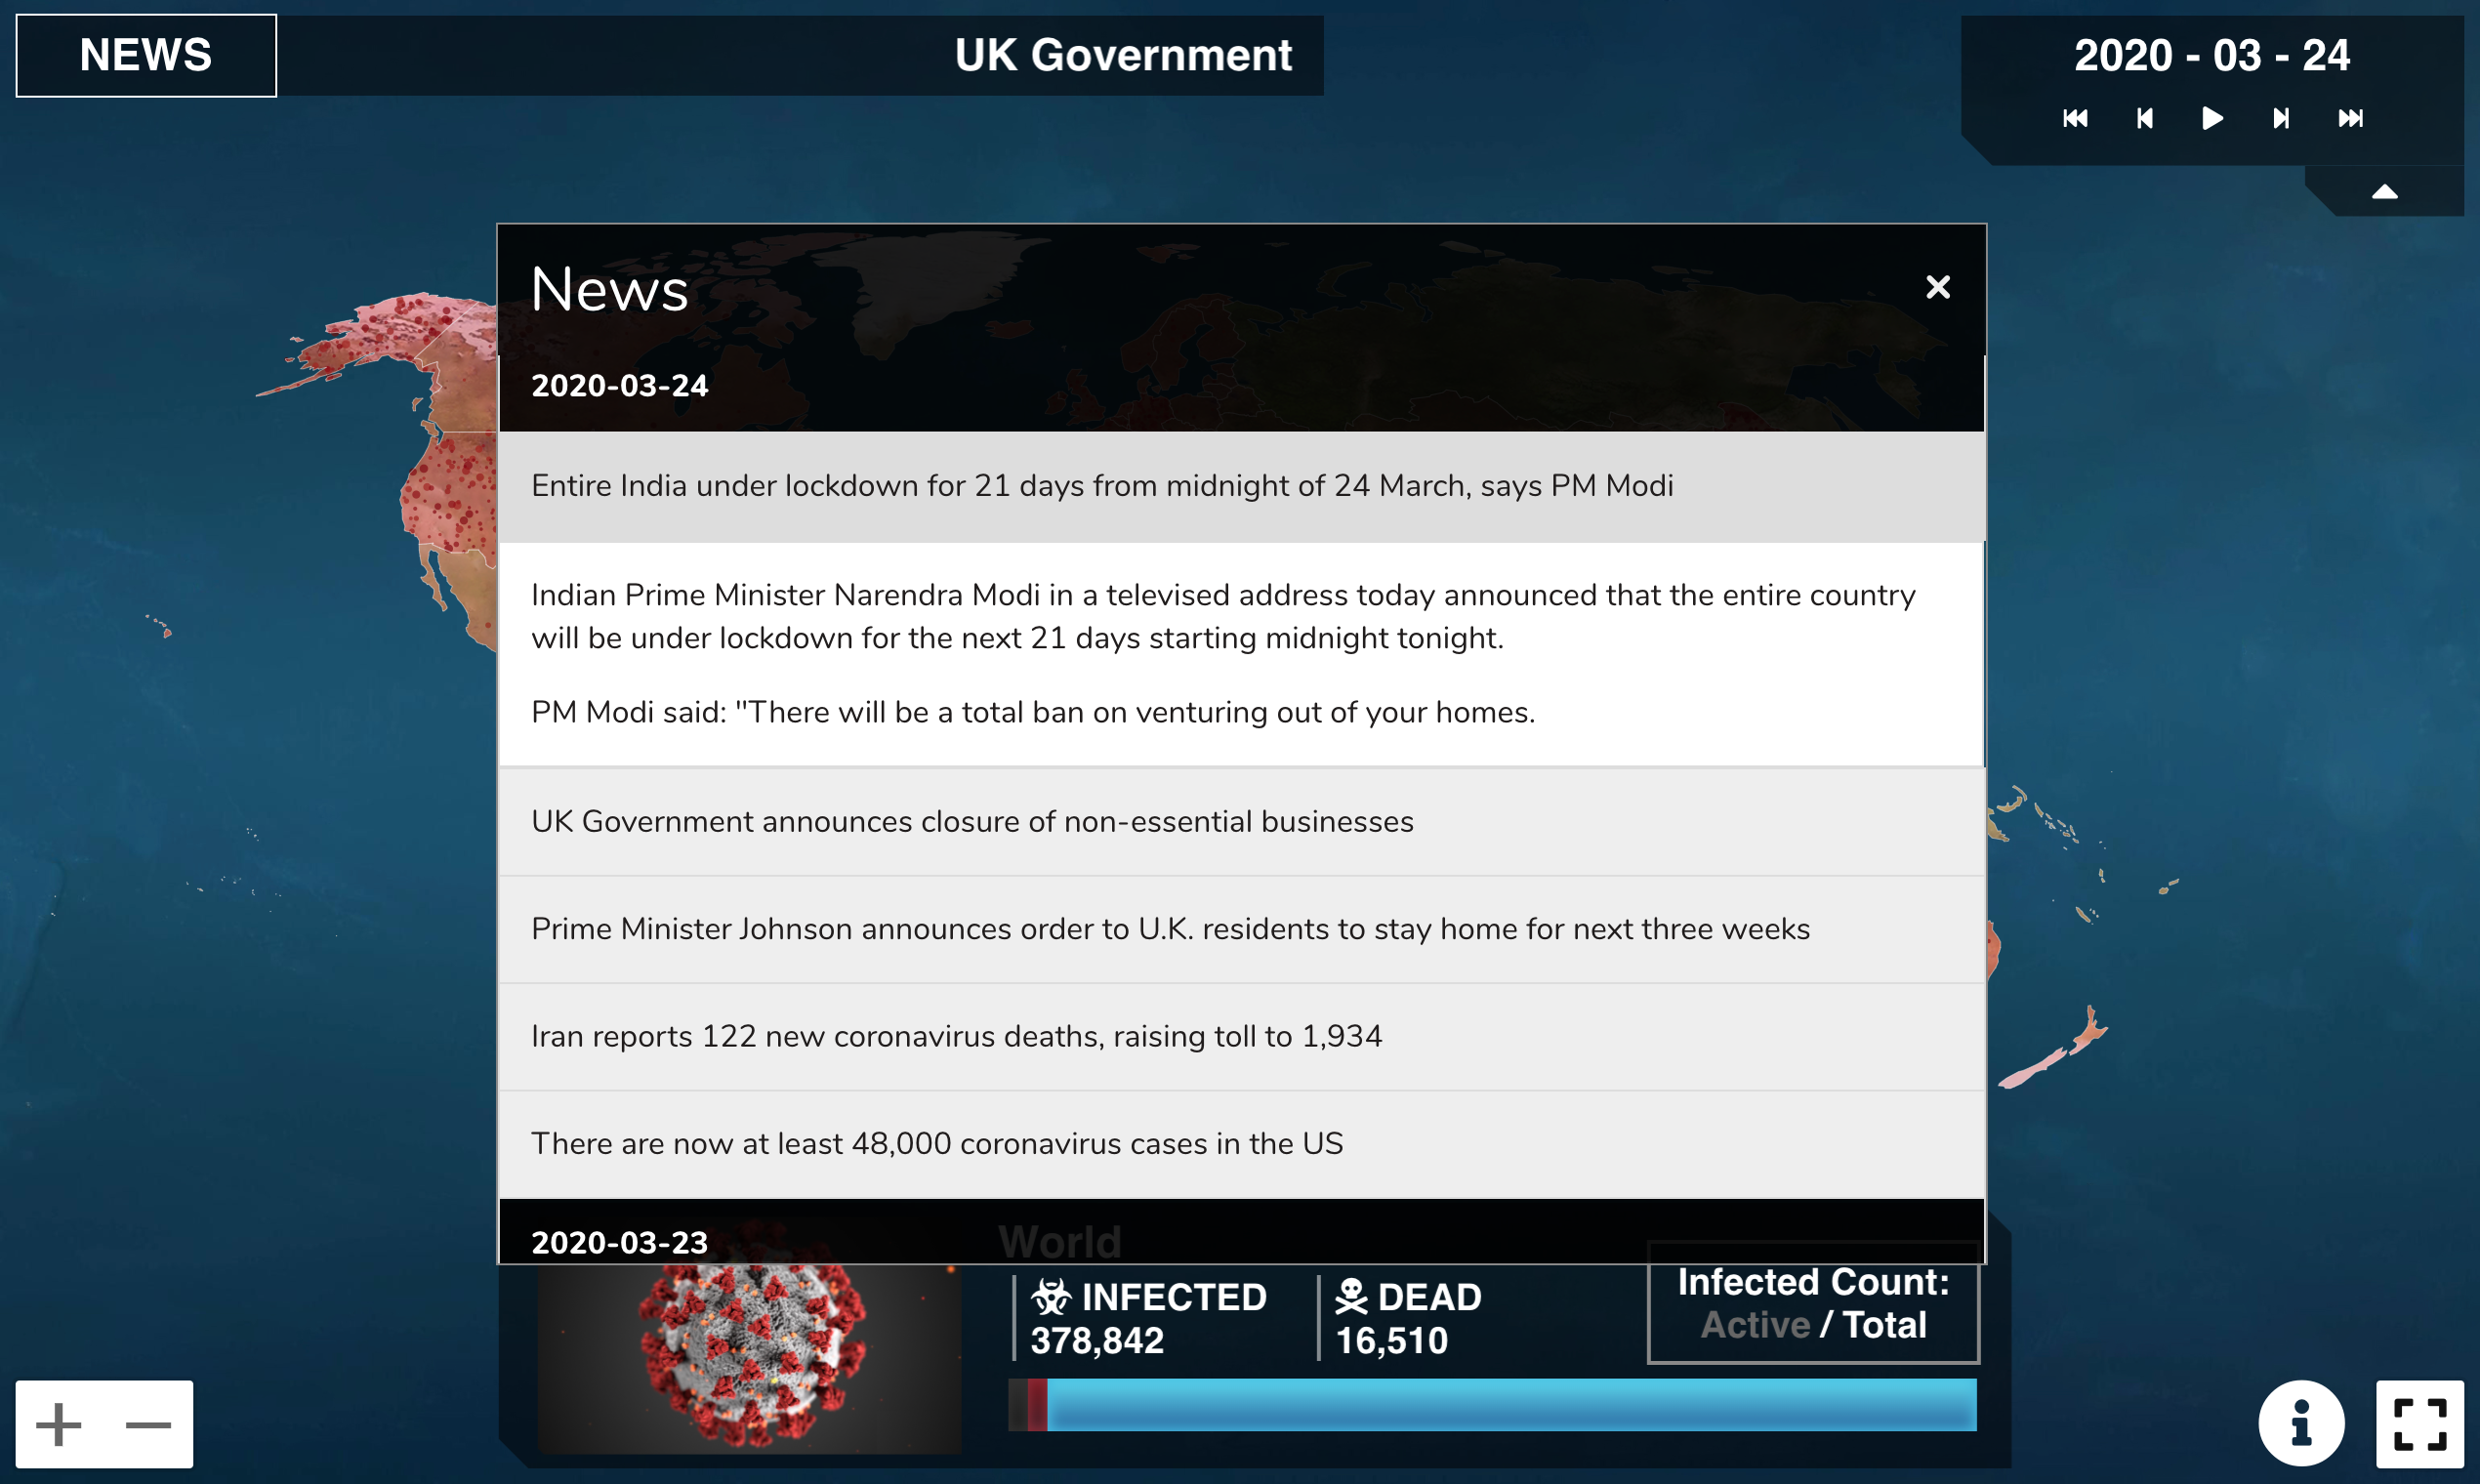 NEWS
UK Government
2020 - 03 - 24
News
2020-03-24
Entire India under lockdown for 21 days from midnight of 24 March, says PM Modi
Indian Prime Minister Narendra Modi in a televised address today announced that the entire country
will be under lockdown for the next 21 days starting midnight tonight.
PM Modi said: "There will be a total ban on venturing out of your homes.
UK Government announces closure of non-essential businesses
Prime Minister Johnson announces order to U.K. residents to stay home for next three weeks
Iran reports 122 new coronavirus deaths, raising toll to 1,934
There are now at least 48,000 coronavirus cases in the US
2020-03-23
World
INFECTED
378,842
DEAD
16,510
Infected Count:
Active / Total